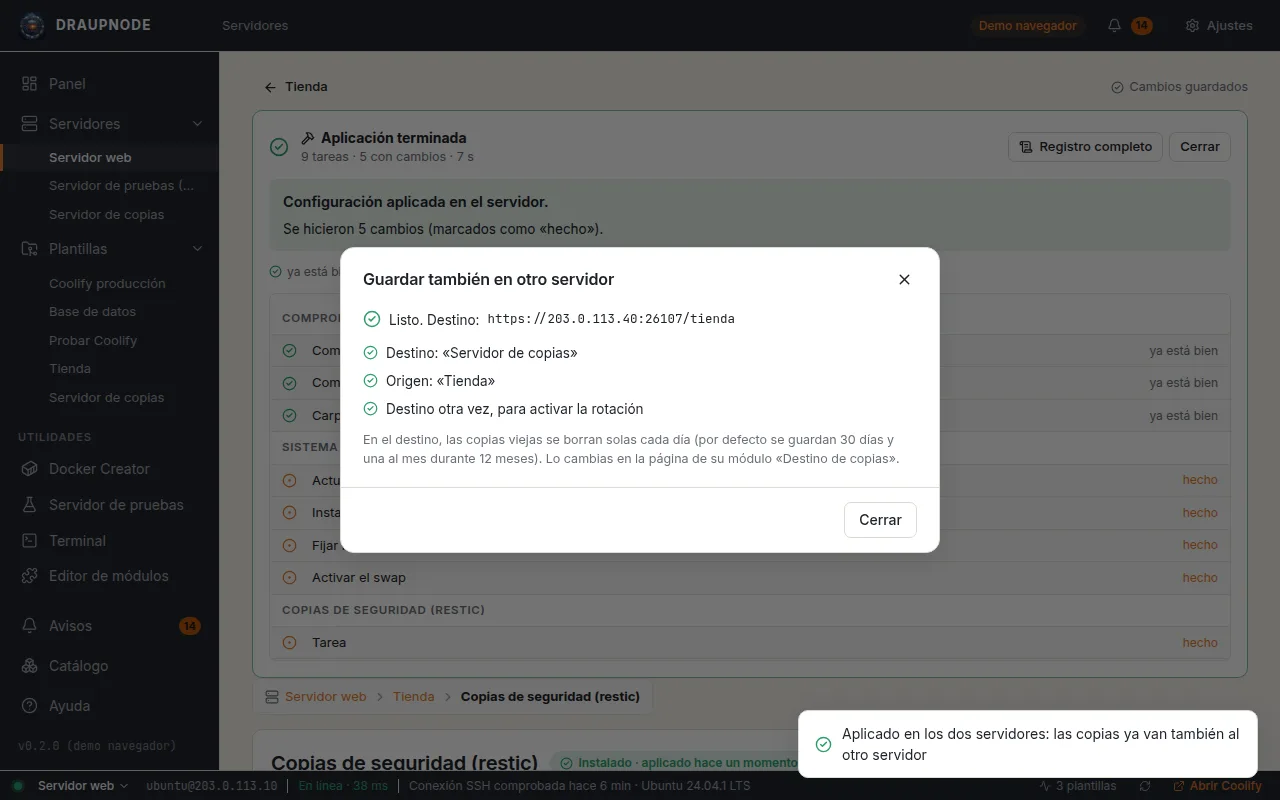 DRAUPNODE
Servidores
Demo navegador
14
Ajustes
Panel
Servidores
Servidor web
Servidor de pruebas (...
Servidor de copias
Plantillas
Coolify producción
Base de datos
Probar Coolify
Tienda
Servidor de copias
UTILIDADES
Docker Creator
Servidor de pruebas
Terminal
Editor de módulos
Avisos
14
Catálogo
Ayuda
v0.2.0 (demo navegador)
Tienda
Cambios guardados
Aplicación terminada
9 tareas · 5 con cambios · 7 s
Registro completo
Cerrar
Configuración aplicada en el servidor.
Se hicieron 5 cambios (marcados como «hecho»).
ya está
ya está bien
ya está bien
ya está bien
SISTEMA
hecho
hecho
Fijar
hecho
Activar el swap
hecho
COPIAS DE SEGURIDAD (RESTIC)
Tarea
hecho
Guardar también en otro servidor
Listo. Destino: https://203.0.113.40:26107/tienda
Destino: «Servidor de copias»
Origen: «Tienda»
Destino otra vez, para activar la rotación
En el destino, las copias viejas se borran solas cada día (por defecto se guardan 30 días y
una al mes durante 12 meses). Lo cambias en la página de su módulo «Destino de copias».
Cerrar
Servidor web
Tienda
Copias de seguridad (restic)
Copias de seguridad (restic)
Instalado · aplicado hace un momento
Aplicado en los dos servidores: las copias ya van también al
otro servidor
Servidor web
ubuntu@203.0.113.10
En línea · 38 ms
Conexión SSH comprobada hace 6 min · Ubuntu 24.04.1 LTS
3 plantillas
Abrir Coolify